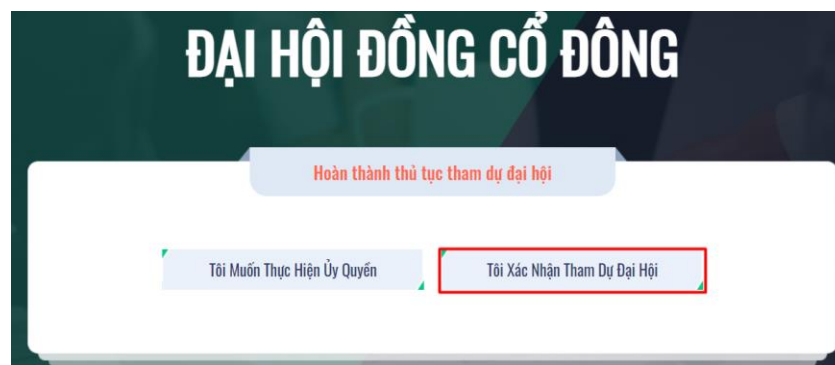 ĐẠI HỘI ĐỒNG CỔ ĐÔNG
Hoàn thành thủ tục tham dự đại hội
Tôi Muốn Thực Hiện Ủy Quyền
Tôi Xác Nhận Tham Dự Đại Hội